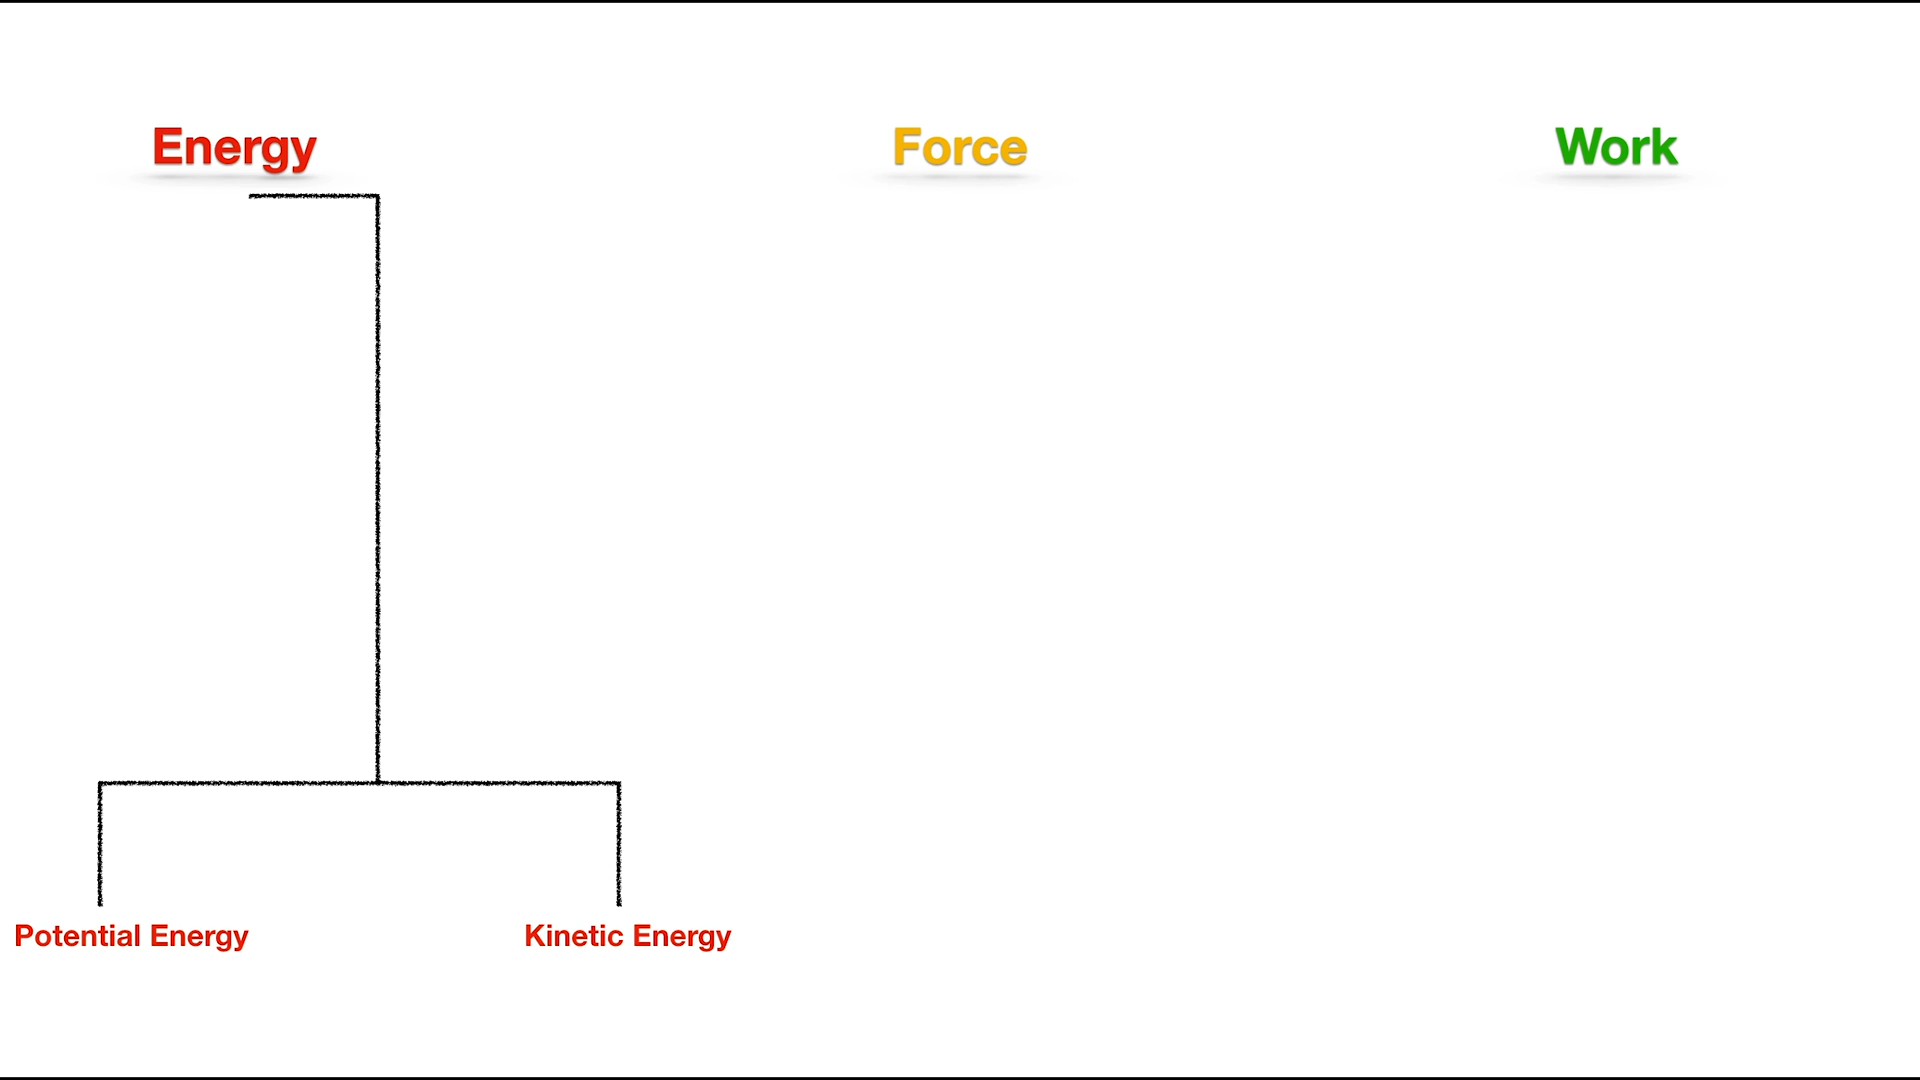 Energy
Force
Work
Potential Energy
Kinetic Energy